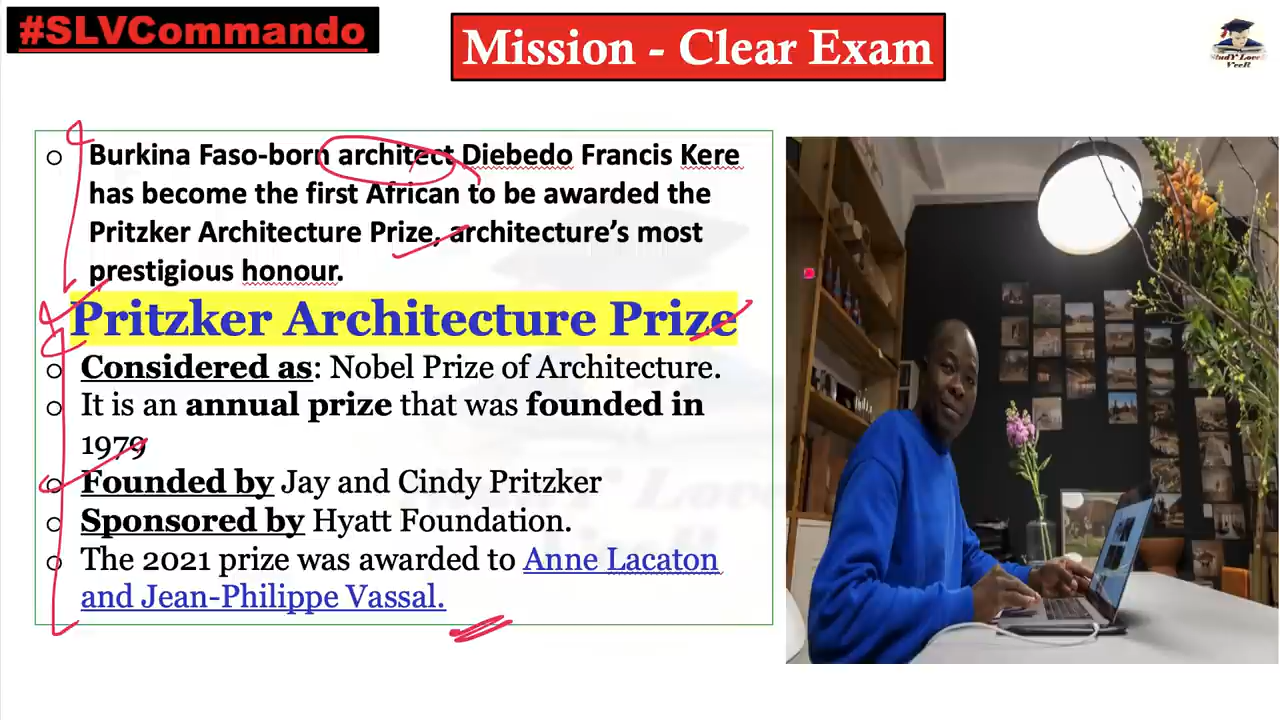 #SLVCommando
Mission - Clear Exam
StudY LoveR
VeeR
Burkina Faso-born architect Diebedo Francis Kere
has become the first African to be awarded the
Pritzker Architecture Prize, architecture's most
prestigious honour.
Pritzker Architecture Prize
Considered as: Nobel Prize of Architecture.
It is an annual prize that was founded in
1979
Founded by Jay and Cindy Pritzker
Sponsored by Hyatt Foundation.
The 2021 prize was awarded to Anne Lacaton
and Jean-Philippe Vassal.